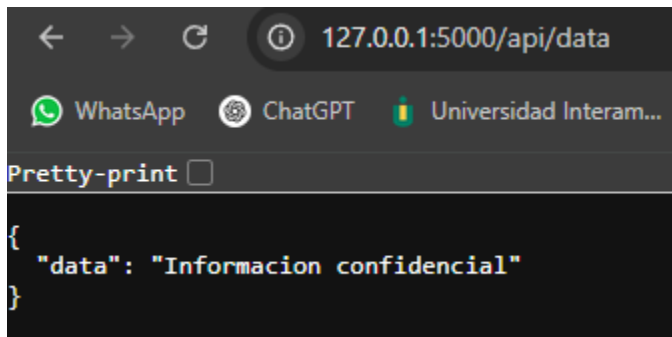 127.0.0.1:5000/api/data
WhatsApp ChatGPT Universidad Interam...
Pretty-print
{
"data": "Informacion confidencial"
}